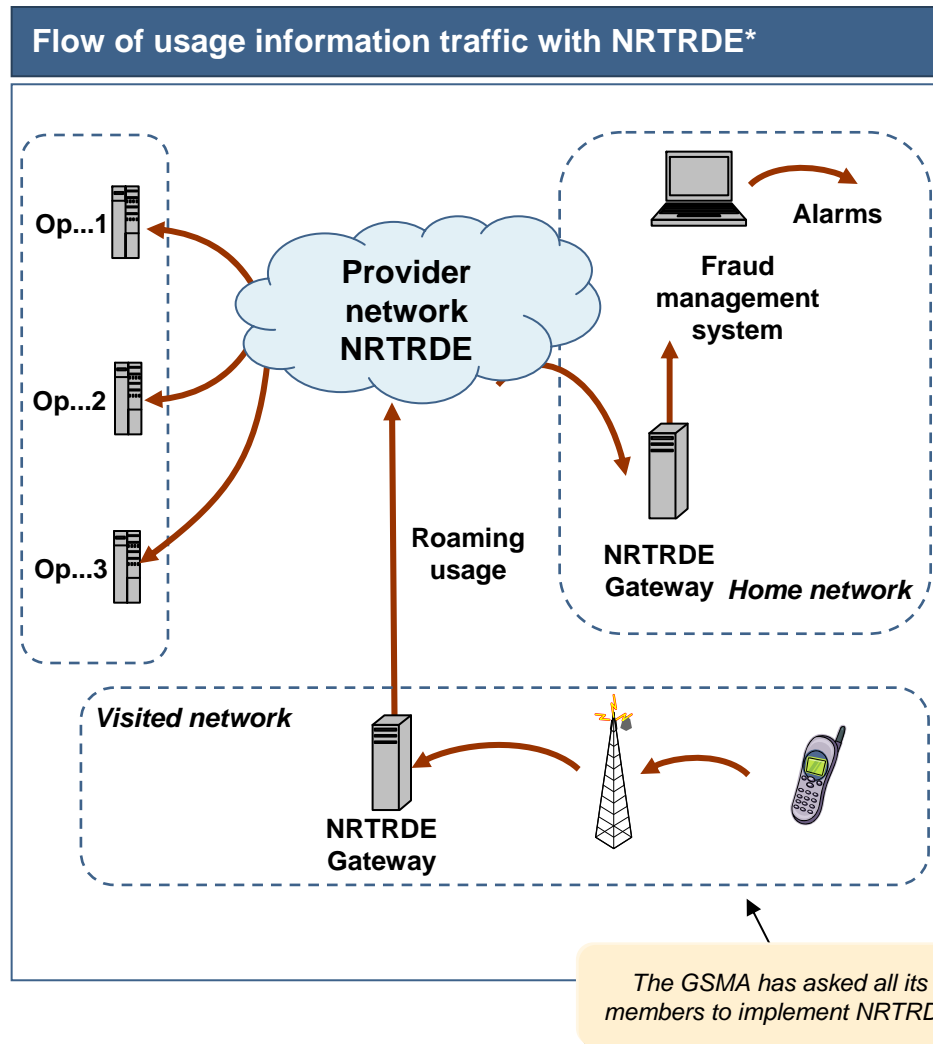 Flow of usage information traffic with NRTRDE*
Op...1
Op...2
Op...3
Provider
network
NRTRDE
Alarms
Fraud
management
system
NRTRDE
Gateway
Home network
Roaming
usage
Visited network
NRTRDE
Gateway
The GSMA has asked all its
members to implement